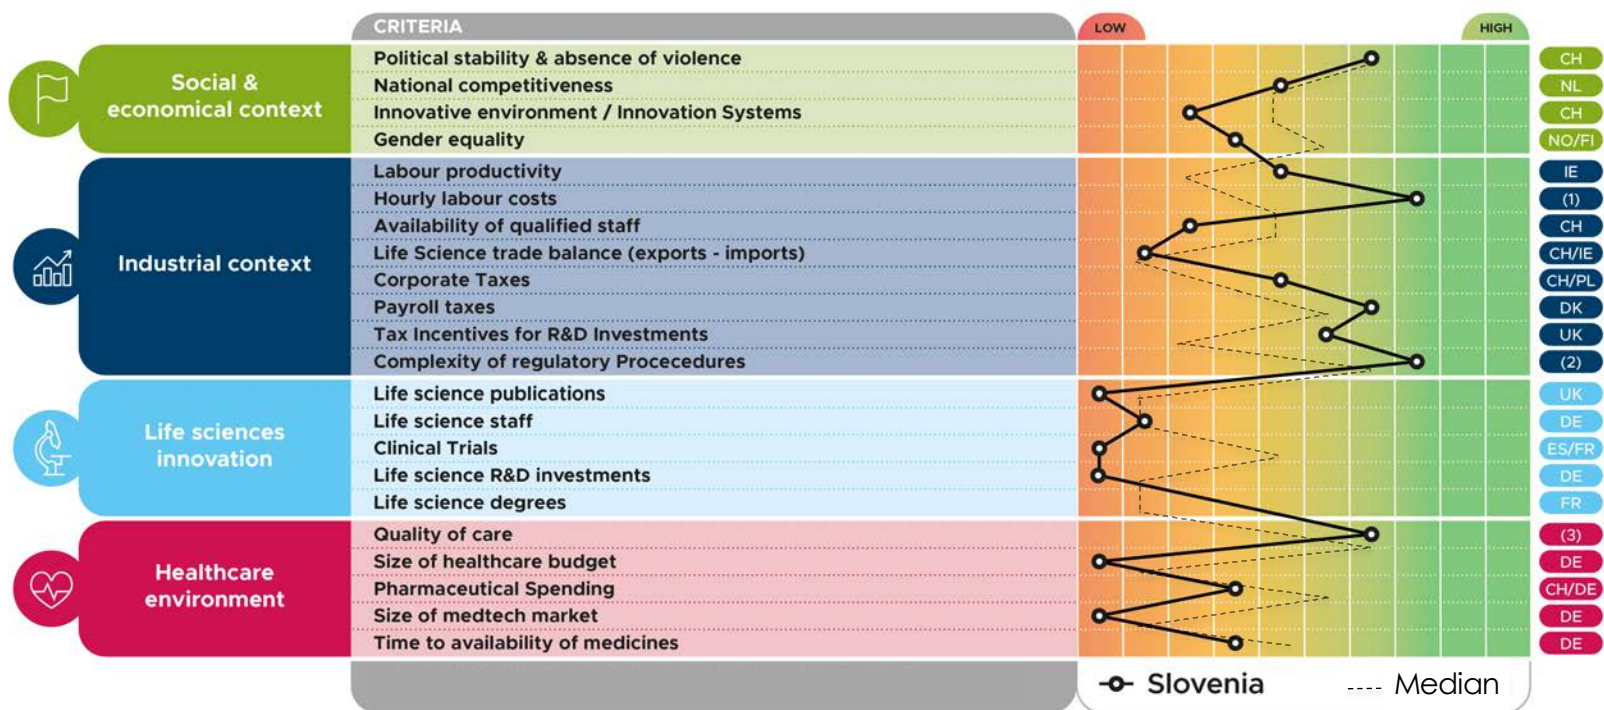 CRITERIA
LOW
HIGH
Social &
economical context
Political stability & absence of violence
CH
National competitiveness
NL
Innovative environment / Innovation Systems
CH
Gender equality
NO/FI
Industrial context
Labour productivity
IE
Hourly labour costs
(1)
Availability of qualified staff
CH
Life Science trade balance (exports - imports)
CH/IE
Corporate Taxes
CH/PL
Payroll taxes
DK
Tax Incentives for R&D Investments
UK
Complexity of regulatory Procecedures
(2)
Life sciences
innovation
Life science publications
UK
Life science staff
DE
Clinical Trials
ES/FR
Life science R&D investments
DE
Life science degrees
FR
Healthcare
environment
Quality of care
(3)
Size of healthcare budget
DE
Pharmaceutical Spending
CH/DE
Size of medtech market
DE
Time to availability of medicines
DE
Slovenia
Median